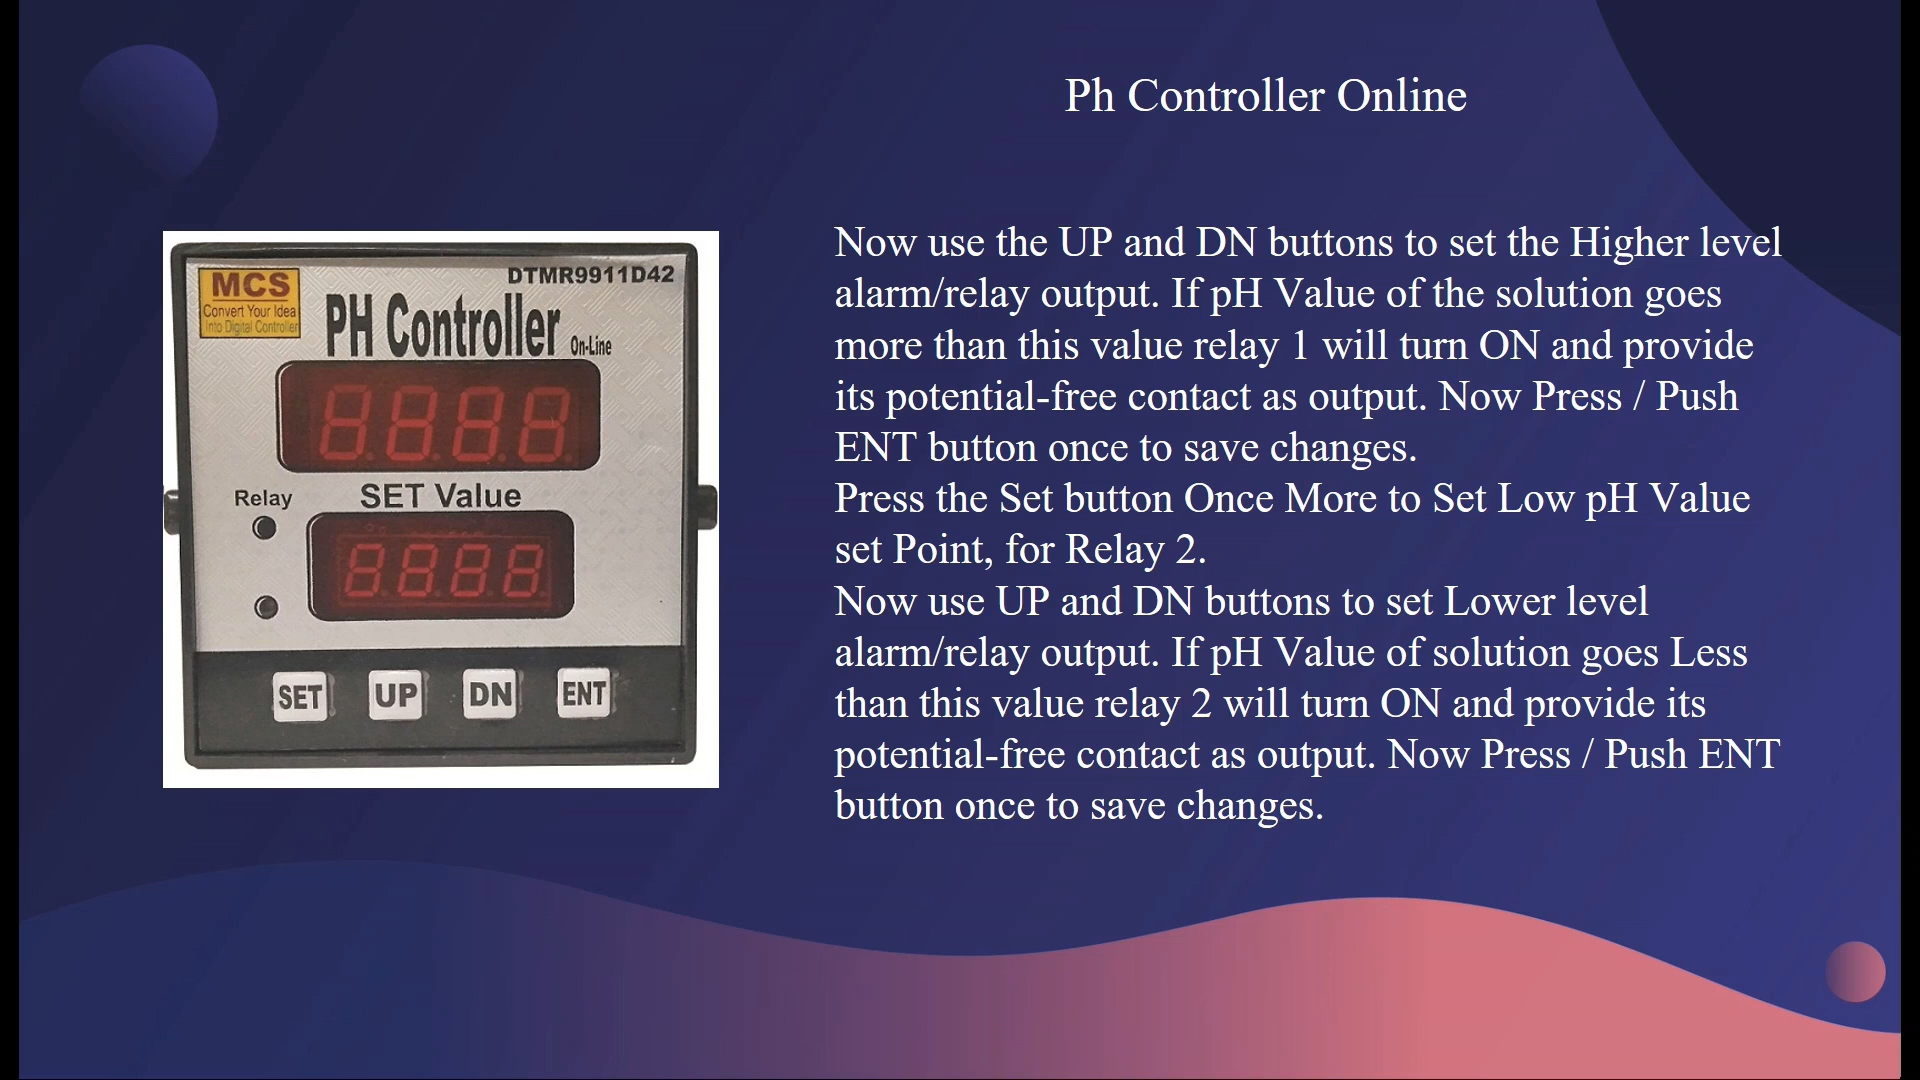 Ph Controller Online
MCS
Convert Your Idea
Into Digital Controller
DTMR9911D42
PH Controller
On-Line
8.8.8.8.
Relay
SET Value
8.8.8.8.
SET
UP
DN
ENT
Now use the UP and DN buttons to set the Higher level
alarm/relay output. If pH Value of the solution goes
more than this value relay 1 will turn ON and provide
its potential-free contact as output. Now Press / Push
ENT button once to save changes.
Press the Set button Once More to Set Low pH Value
set Point, for Relay 2.
Now use UP and DN buttons to set Lower level
alarm/relay output. If pH Value of solution goes Less
than this value relay 2 will turn ON and provide its
potential-free contact as output. Now Press / Push ENT
button once to save changes.